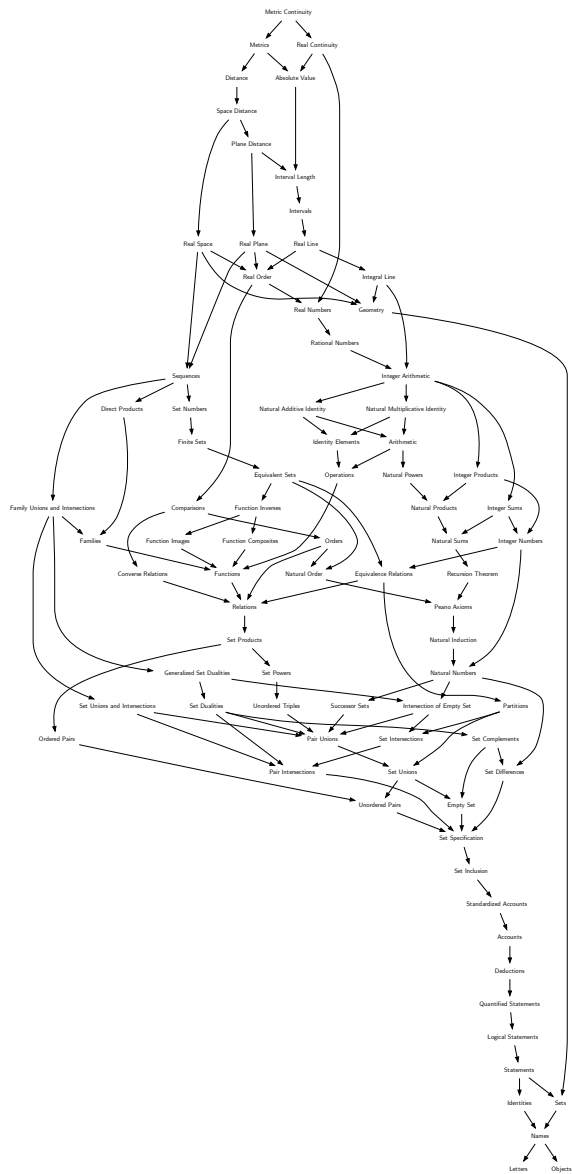 Metric Continuity
Metrics
Real Continuity
Distance
Absolute Value
Space Distance
Plane Distance
Interval Length
Intervals
Real Space
Real Plane
Real Line
Real Order
Integral Line
Real Numbers
Geometry
Rational Numbers
Sequences
Integer Arithmetic
Direct Products
Set Numbers
Natural Additive Identity
Natural Multiplicative Identity
Finite Sets
Identity Elements
Arithmetic
Equivalent Sets
Operations
Natural Powers
Integer Products
Family Unions and Intersections
Comparisons
Function Inverses
Natural Products
Integer Sums
Families
Function Images
Function Composites
Orders
Natural Sums
Integer Numbers
Converse Relations
Functions
Natural Order
Equivalence Relations
Recursion Theorem
Relations
Peano Axioms
Set Products
Natural Induction
Generalized Set Dualities
Set Powers
Natural Numbers
Set Unions and Intersections
Set Dualities
Unordered Triples
Successor Sets
Intersection of Empty Set
Partitions
Ordered Pairs
Pair Unions
Set Intersections
Set Complements
Pair Intersections
Set Unions
Set Differences
Unordered Pairs
Empty Set
Set Specification
Set Inclusion
Standardized Accounts
Accounts
Deductions
Quantified Statements
Logical Statements
Statements
Identities
Sets
Names
Letters
Objects